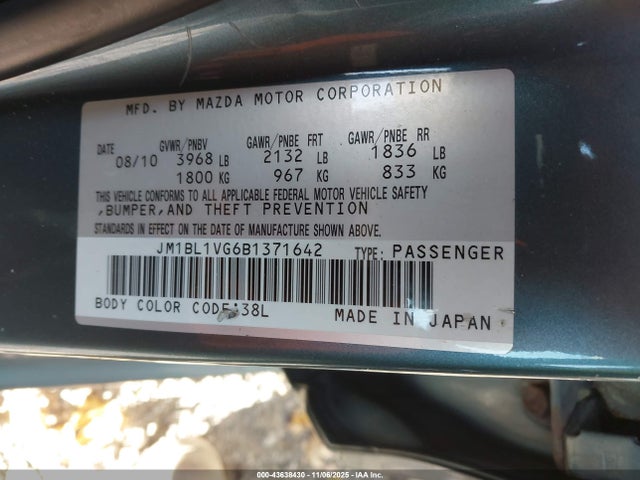 MFD. BY MAZDA MOTOR CORPORATION
DATE GVWR/PNBV GAWR/PNBE FRT GAWR/PNBE RR
08/10 3968 LB 2132 LB 1836 LB
1800 KG 967 KG 833 KG
THIS VEHICLE CONFORMS TO ALL APPLICABLE FEDERAL MOTOR VEHICLE SAFETY
,BUMPER,AND THEFT PREVENTION
STANDARDS IN EFFECT ON THE DATE OF MANUFACTURE SHOWN ABOVE.
JM1BL1VG6B1371642 TYPE: PASSENGER
BODY COLOR CODE:38L MADE IN JAPAN
000-43638430 - 11/06/2025 - IAA Inc.